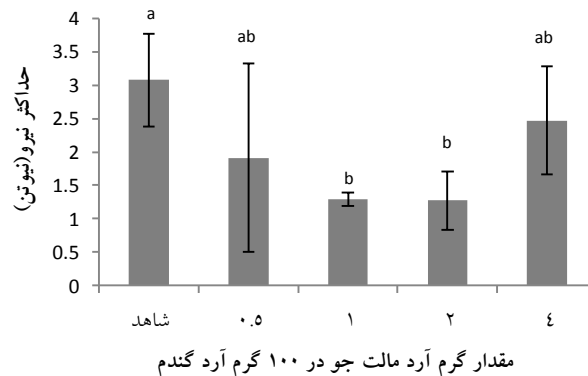 حداکثر نیرو(نیوتن)
4
3.5
3
2.5
2
1.5
1
0.5
0
a
ab
b
b
ab
شاهد
۰.۵
۱
۲
٤
مقدار گرم آرد مالت جو در ۱۰۰ گرم آرد گندم